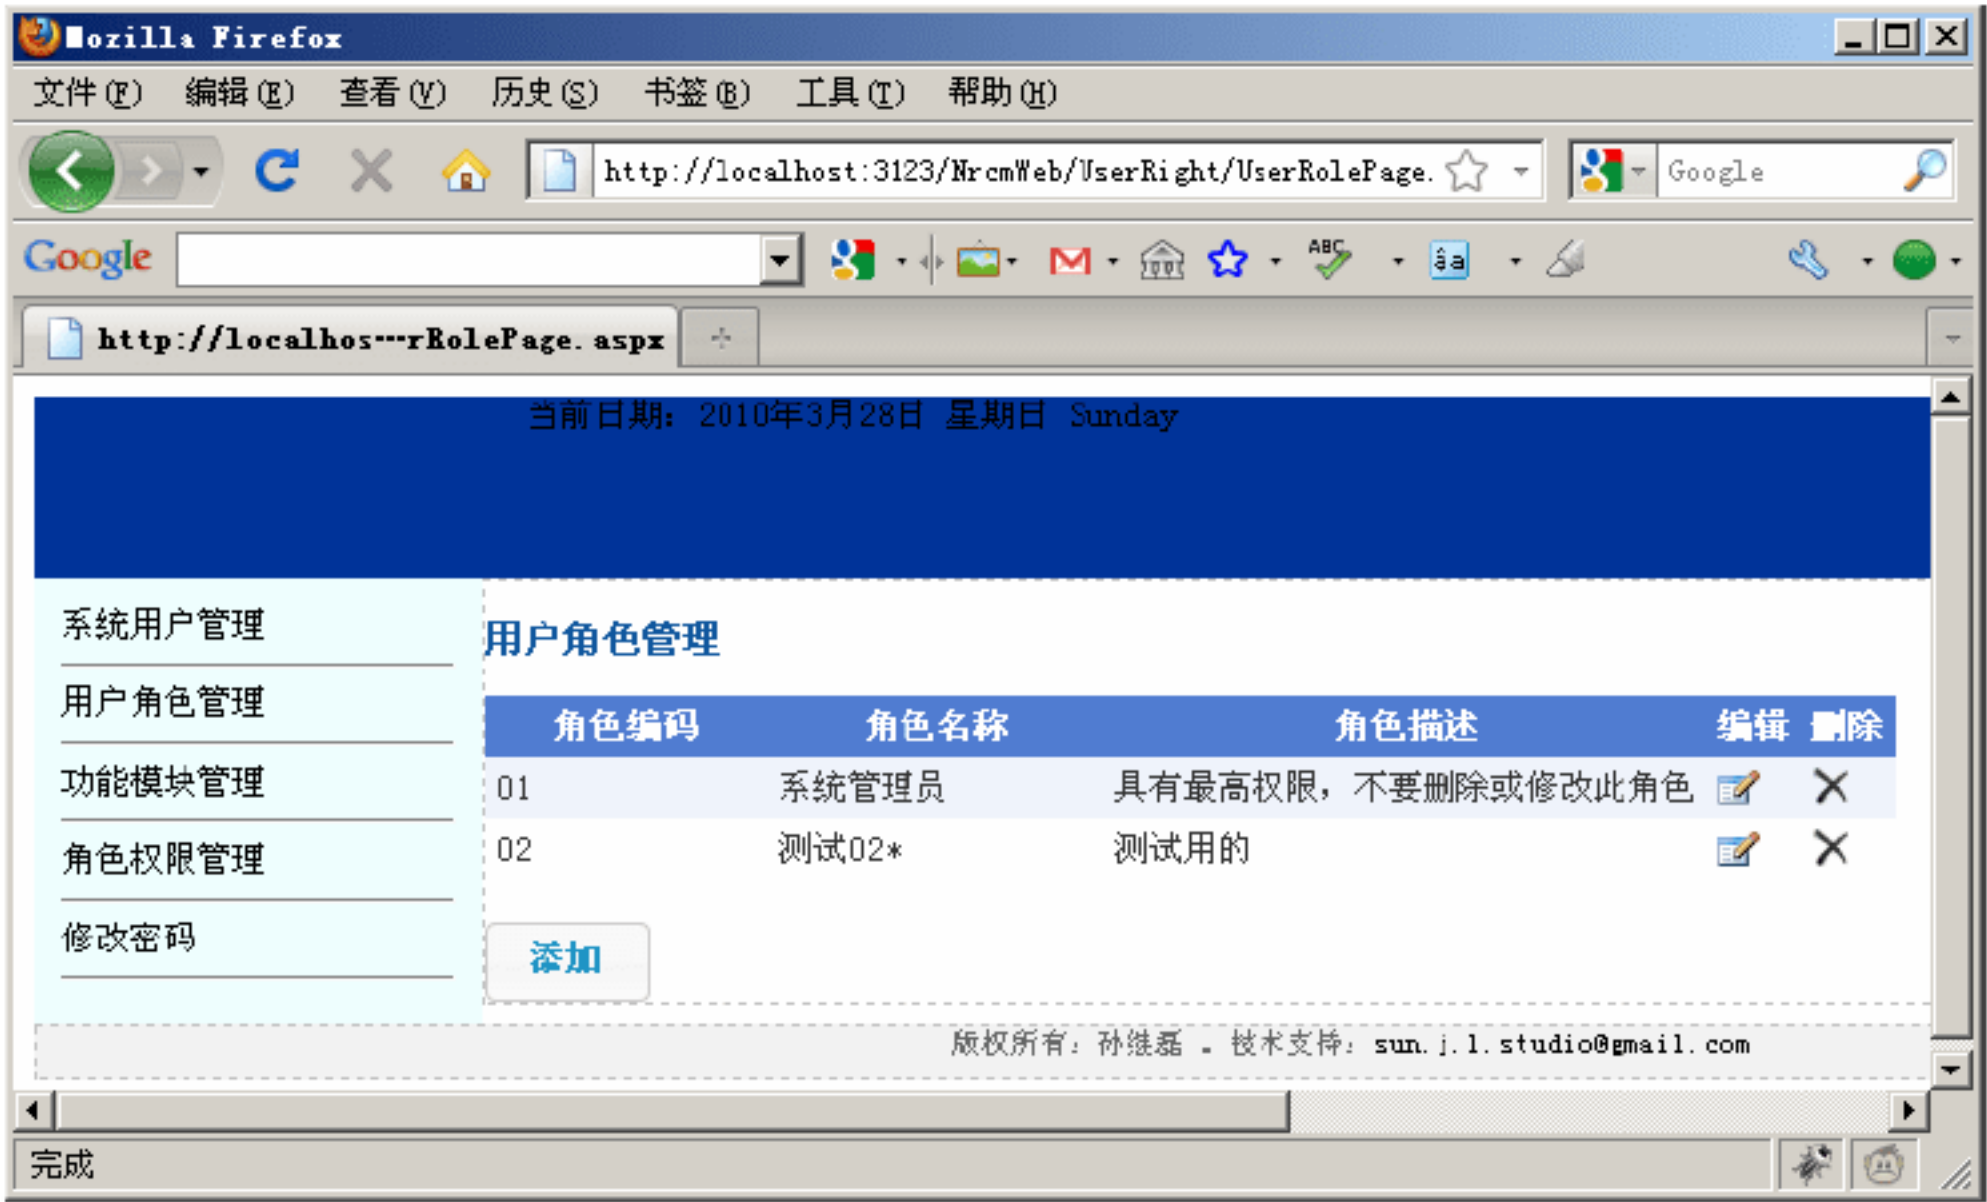 Mozilla Firefox
文件(F) 编辑(E) 查看(V) 历史(S) 书签(B) 工具(T) 帮助(H)
http://localhost:3123/NrcmWeb/UserRight/UserRolePage. Google
Google ABC âa
http://localhos…rRolePage.aspx
当前日期：2010年3月28日 星期日 Sunday
系统用户管理
用户角色管理
功能模块管理
角色权限管理
修改密码
用户角色管理
角色编码 角色名称 角色描述 编辑 删除
01 系统管理员 具有最高权限，不要删除或修改此角色
02 测试02* 测试用的
添加
版权所有：孙继磊 - 技术支持：sun.j.l.studio@gmail.com
完成